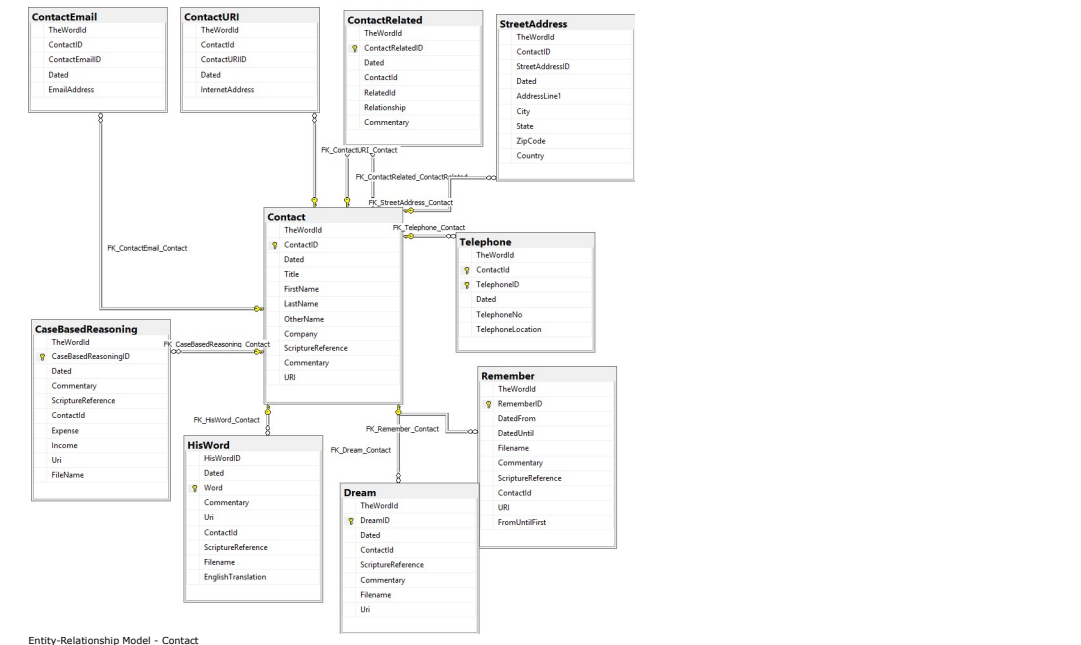 ContactEmail
TheWordId
ContactID
ContactEmailID
Dated
EmailAddress
ContactURI
TheWordId
ContactId
ContactURIID
Dated
InternetAddress
ContactRelated
TheWordId
ContactRelatedID
Dated
ContactId
RelatedId
Relationship
Commentary
StreetAddress
TheWordId
ContactID
StreetAddressID
Dated
AddressLine1
City
State
ZipCode
Country
FK_ContactURI_Contact
FK_ContactRelated_ContactRelated
FK_StreetAddress_Contact
FK_Telephone_Contact
FK_ContactEmail_Contact
Contact
TheWordId
ContactID
Dated
Title
FirstName
LastName
OtherName
Company
ScriptureReference
Commentary
URI
Telephone
TheWordId
ContactId
TelephoneID
Dated
TelephoneNo
TelephoneLocation
CaseBasedReasoning
TheWordId
CaseBasedReasoningID
Dated
Commentary
ScriptureReference
ContactId
Expense
Income
Uri
FileName
FK_CaseBasedReasoning_Contact
FK_HisWord_Contact
FK_Remember_Contact
FK_Dream_Contact
Remember
TheWordId
RememberID
DatedFrom
DatedUntil
Filename
Commentary
ScriptureReference
ContactId
URI
FromUntilFirst
HisWord
HisWordID
Dated
Word
Commentary
Uri
ContactId
ScriptureReference
Filename
EnglishTranslation
Dream
TheWordId
DreamID
Dated
ContactId
ScriptureReference
Commentary
Filename
Uri
Entity-Relationship Model - Contact